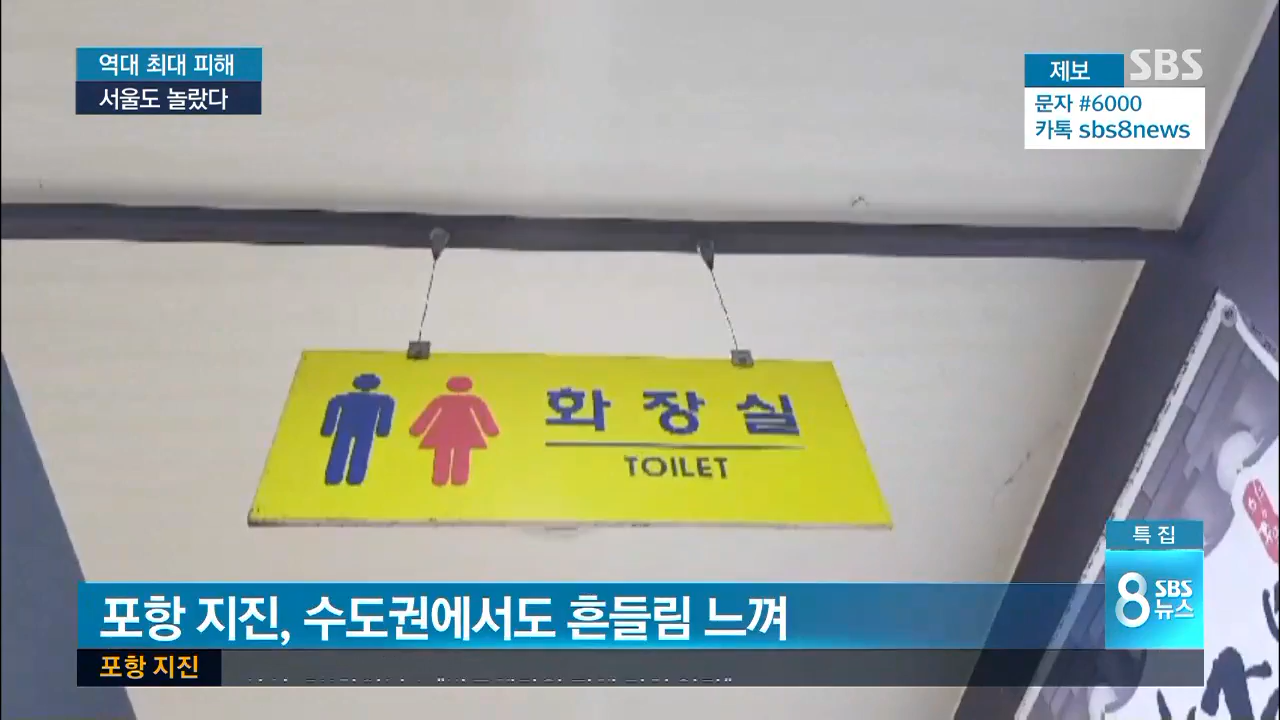 역대 최대 피해
서울도 놀랐다
제보
SBS
문자 #6000
카톡 sbs8news
화장실
TOILET
특집
8 SBS
뉴스
포항 지진, 수도권에서도 흔들림 느껴
포항 지진